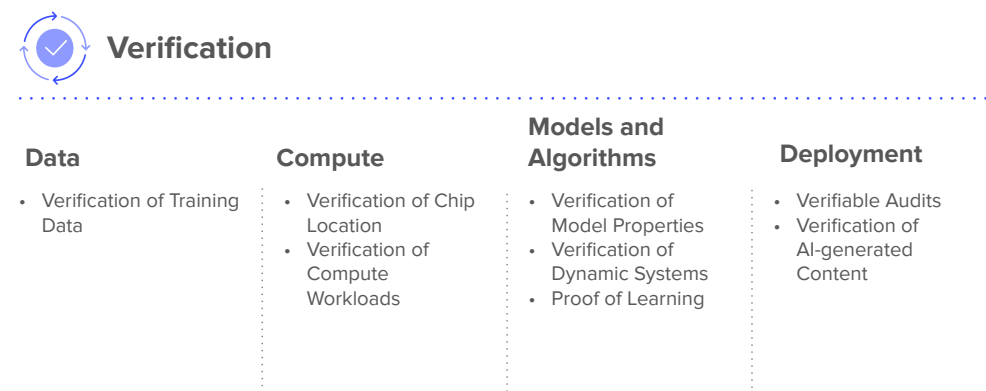 Verification
Data
• Verification of Training
Data
Compute
• Verification of Chip
Location
• Verification of
Compute
Workloads
Models and
Algorithms
• Verification of
Model Properties
• Verification of
Dynamic Systems
• Proof of Learning
Deployment
• Verifiable Audits
• Verification of
AI-generated
Content